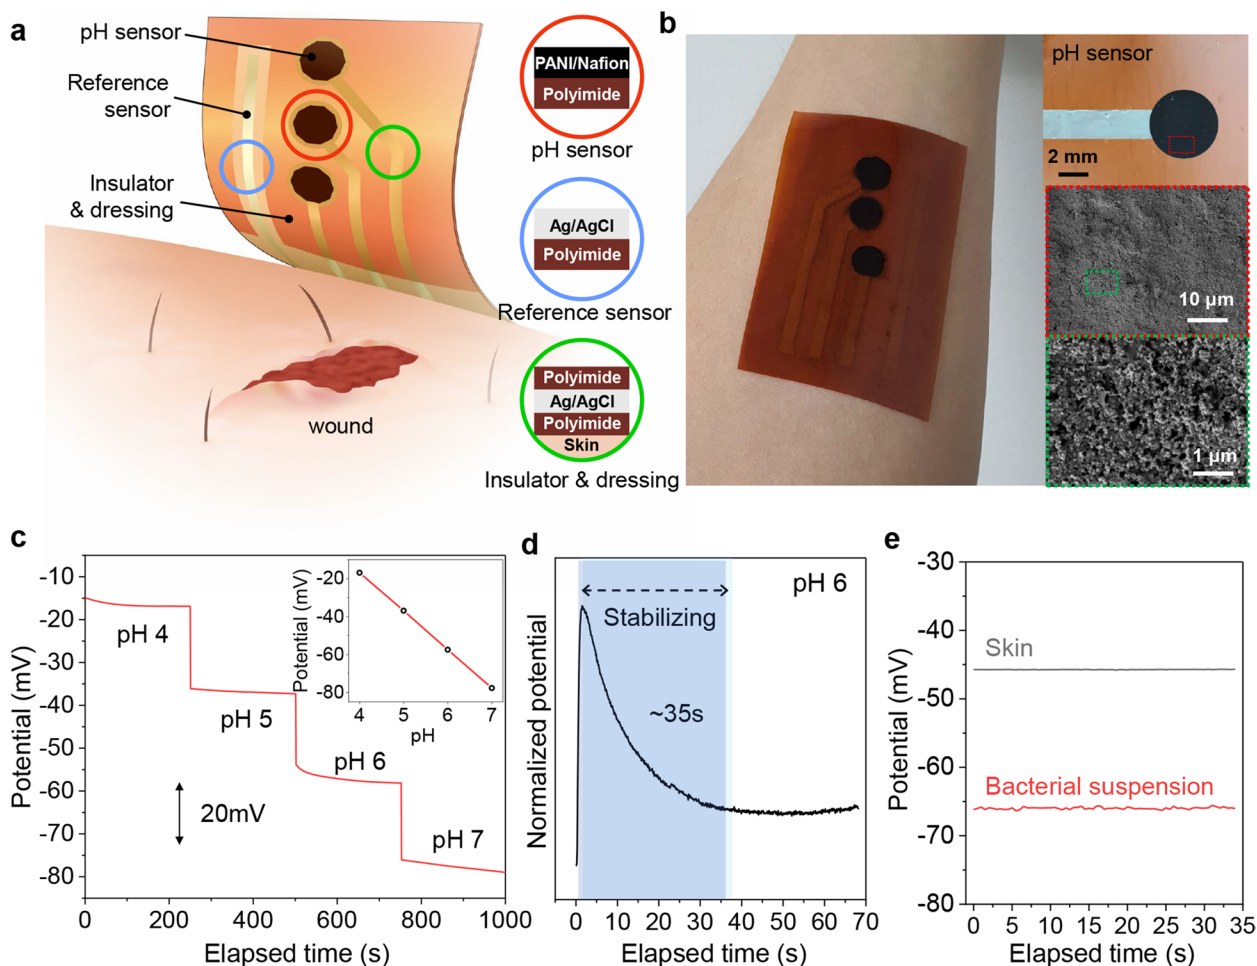 a
pH sensor
Reference
sensor
Insulator
& dressing
wound
PANI/Nafion
Polyimide
pH sensor
Ag/AgCl
Polyimide
Reference sensor
Polyimide
Ag/AgCl
Polyimide
Skin
Insulator & dressing
b
pH sensor
2 mm
10 μm
1 μm
c
-10
-20
-30
-40
-50
-60
-70
-80
Potential (mV)
pH 4
pH 5
pH 6
pH 7
20mV
0
200
400
600
800
1000
Elapsed time (s)
-20
-40
-60
-80
Potential (mV)
4
5
6
7
pH
d
Normalized potential
pH 6
Stabilizing
~35s
0
10
20
30
40
50
60
70
Elapsed time (s)
e
-30
-40
-50
-60
-70
-80
Potential (mV)
Skin
Bacterial suspension
0
5
10
15
20
25
30
35
Elapsed time (s)